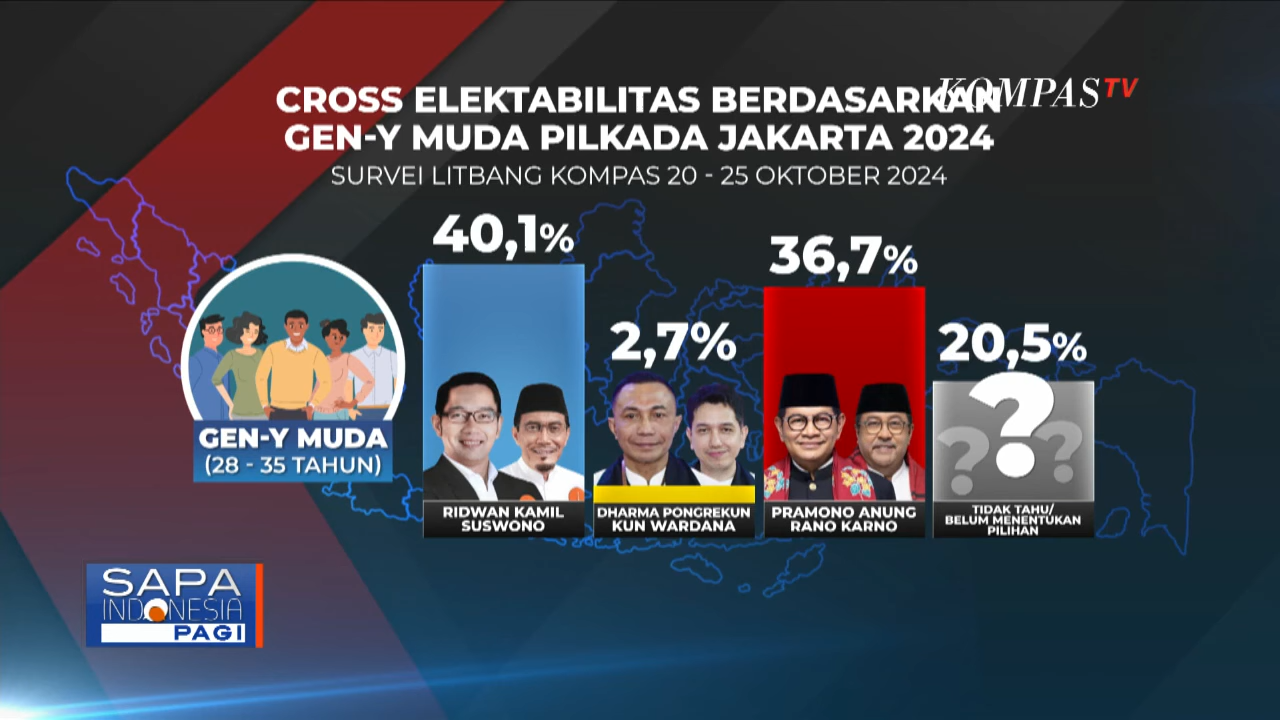 KOMPASTV
CROSS ELEKTABILITAS BERDASARKAN
GEN-Y MUDA PILKADA JAKARTA 2024
SURVEI LITBANG KOMPAS 20 - 25 OKTOBER 2024
40,1%
2,7%
36,7%
20,5%
GEN-Y MUDA
(28 - 35 TAHUN)
RIDWAN KAMIL
SUSWONO
DHARMA PONGREKUN
KUN WARDANA
PRAMONO ANUNG
RANO KARNO
? ? ?
TIDAK TAHU/
BELUM MENENTUKAN
PILIHAN
SAPA
INDONESIA
PAGI